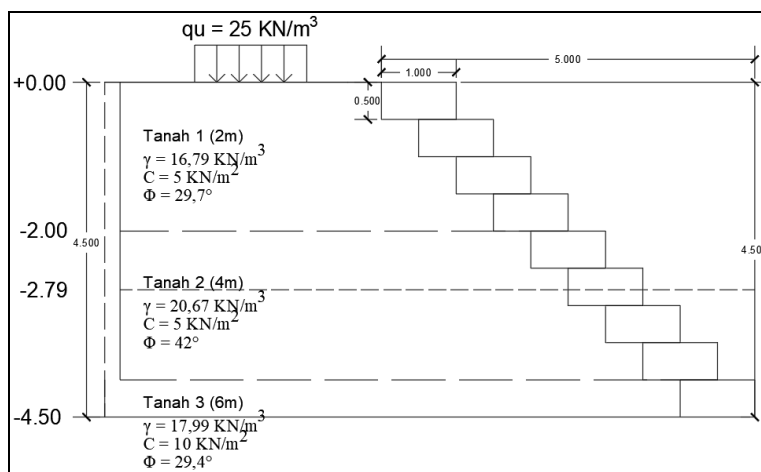 qu = 25 KN/m³
5.000
1.000
+0.00
0.500
Tanah 1 (2m)
γ = 16,79 KN/m³
C = 5 KN/m²
Φ = 29,7°
-2.00
4.500
4.50
Tanah 2 (4m)
-2.79
γ = 20,67 KN/m³
C = 5 KN/m²
Φ = 42°
Tanah 3 (6m)
-4.50
γ = 17,99 KN/m³
C = 10 KN/m²
Φ = 29,4°